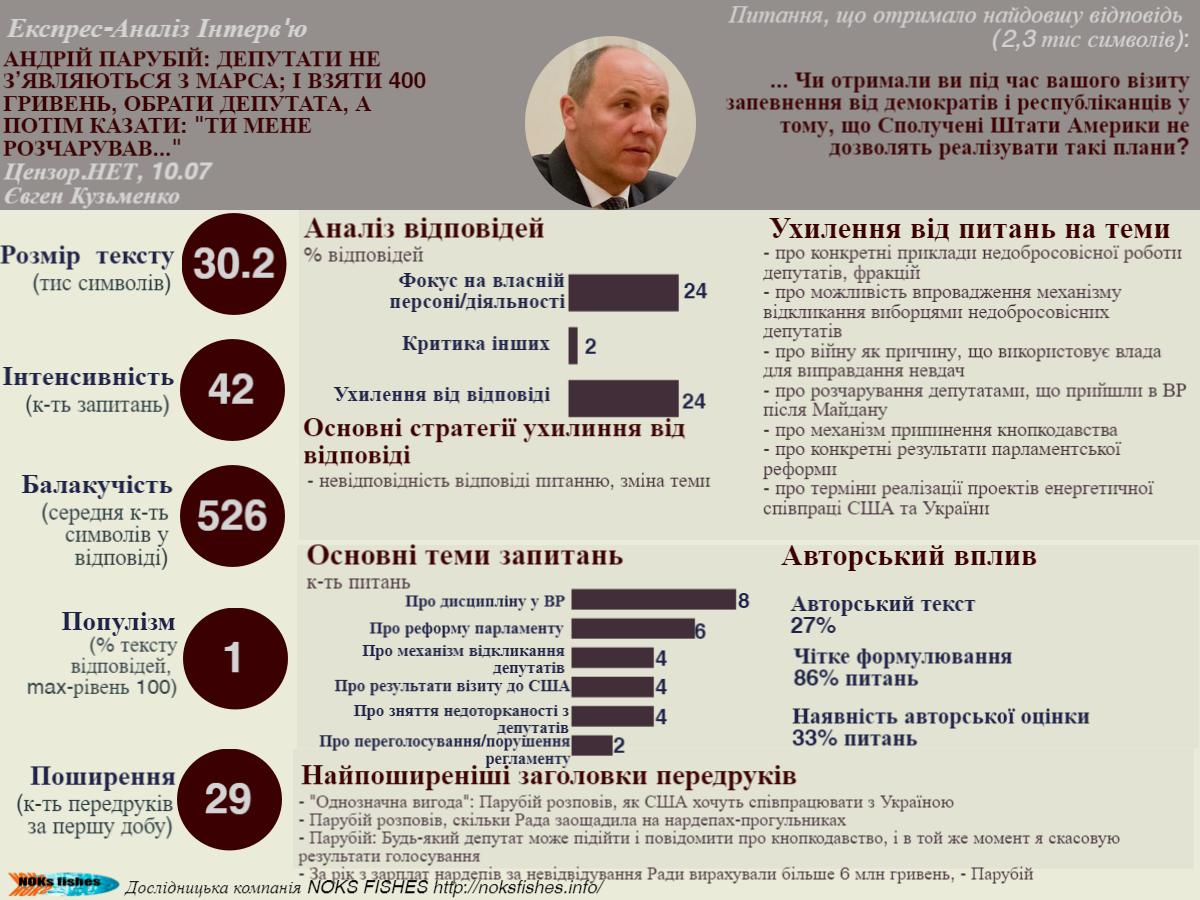 Експрес-Аналіз Інтерв'ю
АНДРІЙ ПАРУБІЙ: ДЕПУТАТИ НЕ
З’ЯВЛЯЮТЬСЯ З МАРСА; І ВЗЯТИ 400
ГРИВЕНЬ, ОБРАТИ ДЕПУТАТА, А
ПОТІМ КАЗАТИ: "ТИ МЕНЕ
РОЗЧАРУВАВ..."
Цензор.НЕТ, 10.07
Євген Кузьменко
Питання, що отримало найдовшу відповідь
(2,3 тис символів):
... Чи отримали ви під час вашого візиту
запевнення від демократів і республіканців у
тому, що Сполучені Штати Америки не
дозволять реалізувати такі плани?
Розмір тексту
(тис символів)
30.2
Інтенсивність
(к-ть запитань)
42
Балакучість
(середня к-ть
символів у
відповіді)
526
Популізм
(% тексту
відповідей,
max-рівень 100)
1
Поширення
(к-ть передруків
за першу добу)
29
Аналіз відповідей
% відповідей
Фокус на власній
персоні/діяльності
24
Критика інших
2
Ухилення від відповіді
24
Основні стратегії ухилиння від
відповіді
- невідповідність відповіді питанню, зміна теми
Ухилення від питань на теми
- про конкретні приклади недобросовісної роботи
депутатів, фракцій
- про можливість впровадження механізму
відкликання виборцями недобросовісних
депутатів
- про війну як причину, що використовує влада
для виправдання невдач
- про розчарування депутатами, що прийшли в ВР
після Майдану
- про механізм припинення кнопкодавства
- про конкретні результати парламентської
реформи
- про терміни реалізації проектів енергетичної
співпраці США та України
Основні теми запитань
к-ть питань
Про дисципліну у ВР
8
Про реформу парламенту
6
Про механізм відкликання
депутатів
4
Про результати візиту до США
4
Про зняття недоторканості з
депутатів
4
Про переголосування/порушення
регламенту
2
Авторський вплив
Авторський текст
27%
Чітке формулювання
86% питань
Наявність авторської оцінки
33% питань
Найпоширеніші заголовки передруків
- "Однозначна вигода": Парубій розповів, як США хочуть співпрацювати з Україною
- Парубій розповів, скільки Рада заощадила на нардепах-прогульниках
- Парубій: Будь-який депутат може підійти і повідомити про кнопкодавство, і в той же момент я скасовую
результати голосування
- За рік з зарплат нардепів за невідвідування Ради вирахували більше 6 млн гривень, - Парубій
NOKs fishes
Дослідницька компанія NOKS FISHES http://noksfishes.info/